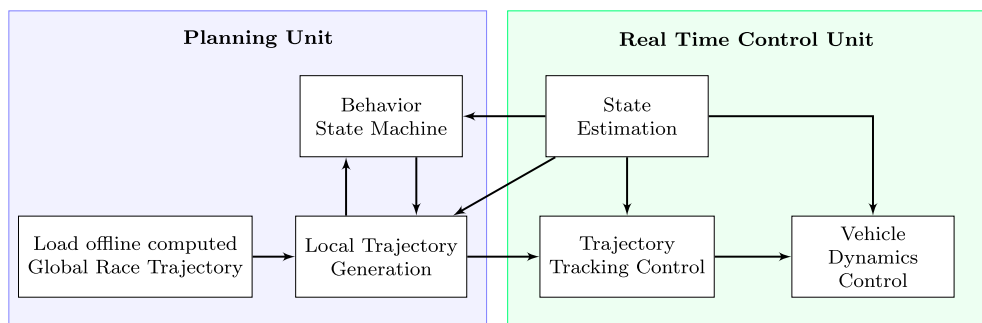 Planning Unit
Real Time Control Unit
Behavior
State Machine
State
Estimation
Load offline computed
Global Race Trajectory
Local Trajectory
Generation
Trajectory
Tracking Control
Vehicle
Dynamics
Control